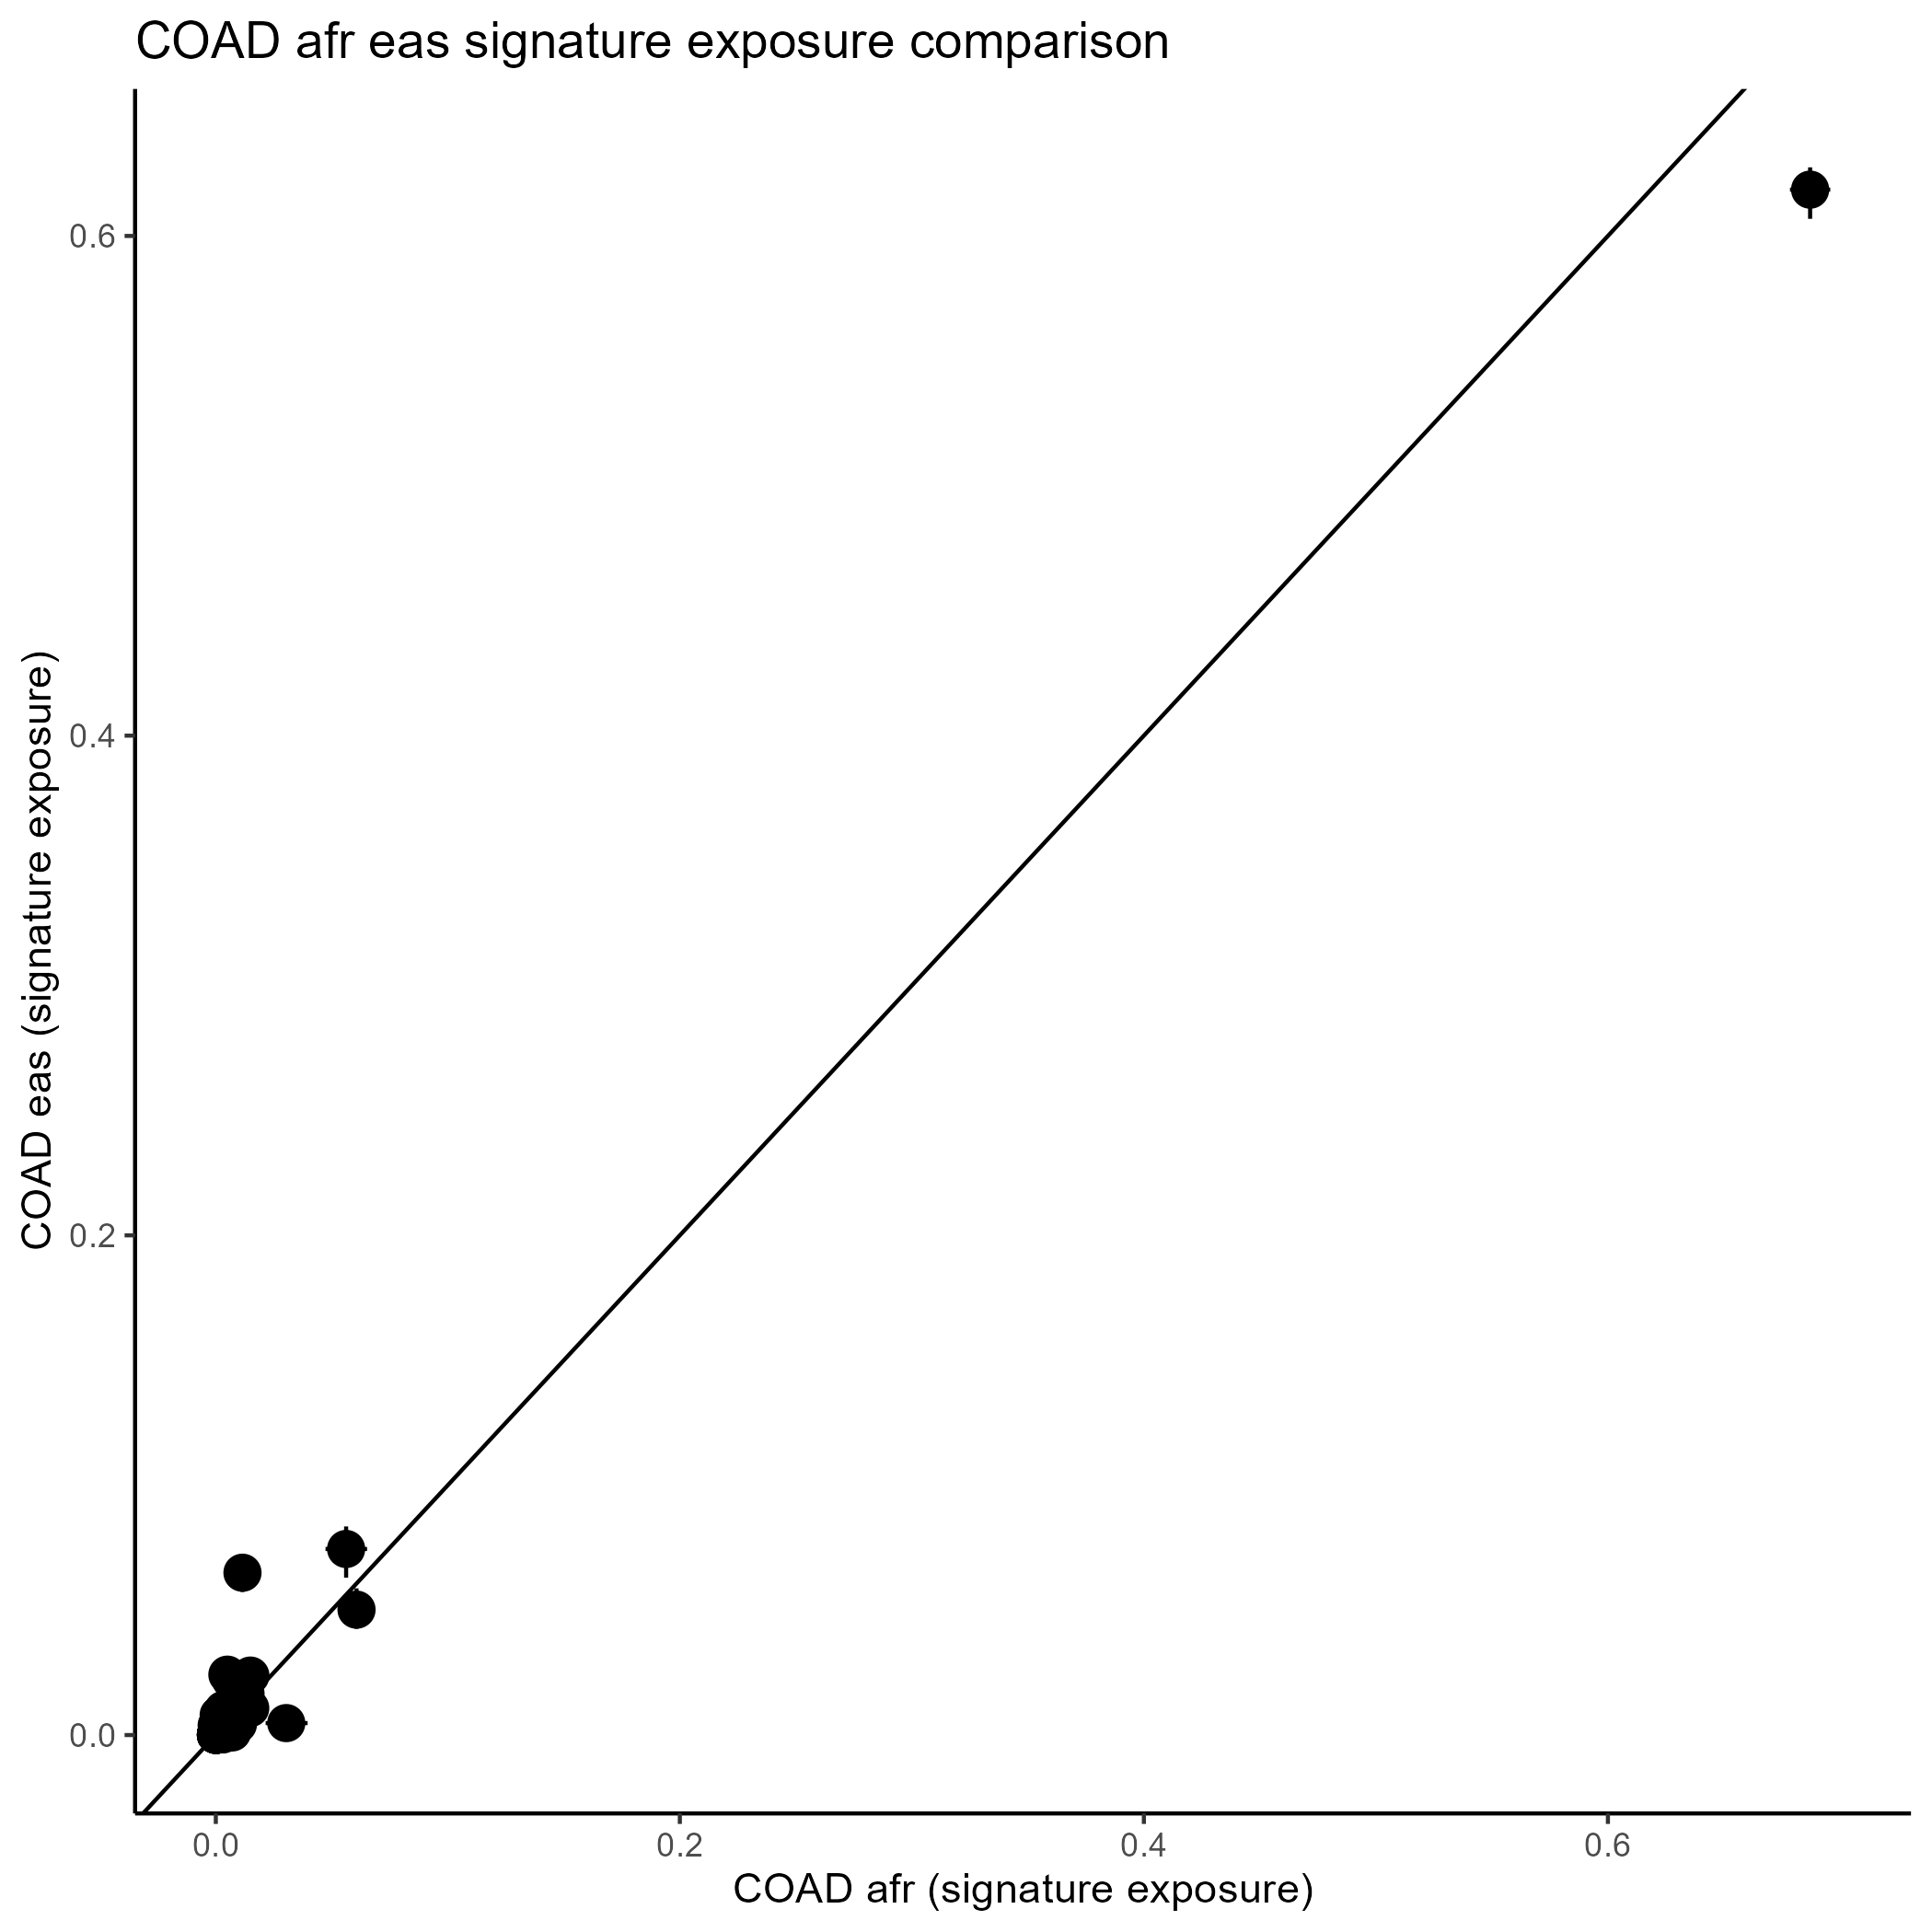 COAD afr eas signature exposure comparison
COAD eas (signature exposure)
0.6
0.4
0.2
0.0
0.0 0.2 0.4 0.6
COAD afr (signature exposure)